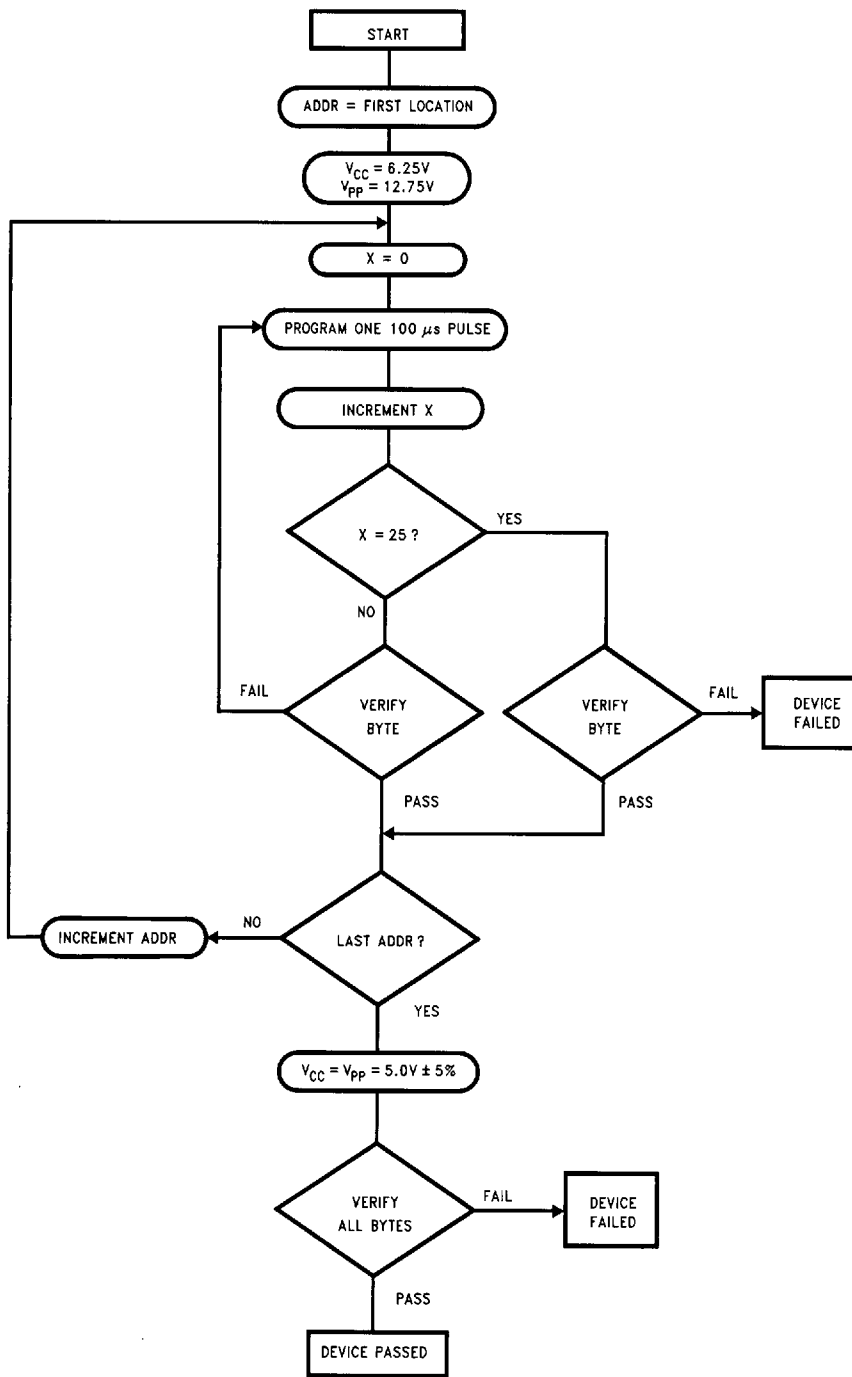 START
ADDR = FIRST LOCATION
VCC = 6.25V
VPP = 12.75V
X = 0
PROGRAM ONE 100 μs PULSE
INCREMENT X
X = 25 ?
YES
NO
FAIL
VERIFY
BYTE
VERIFY
BYTE
FAIL
DEVICE
FAILED
PASS
PASS
INCREMENT ADDR
NO
LAST ADDR ?
YES
VCC = VPP = 5.0V ± 5%
VERIFY
ALL BYTES
FAIL
DEVICE
FAILED
PASS
DEVICE PASSED